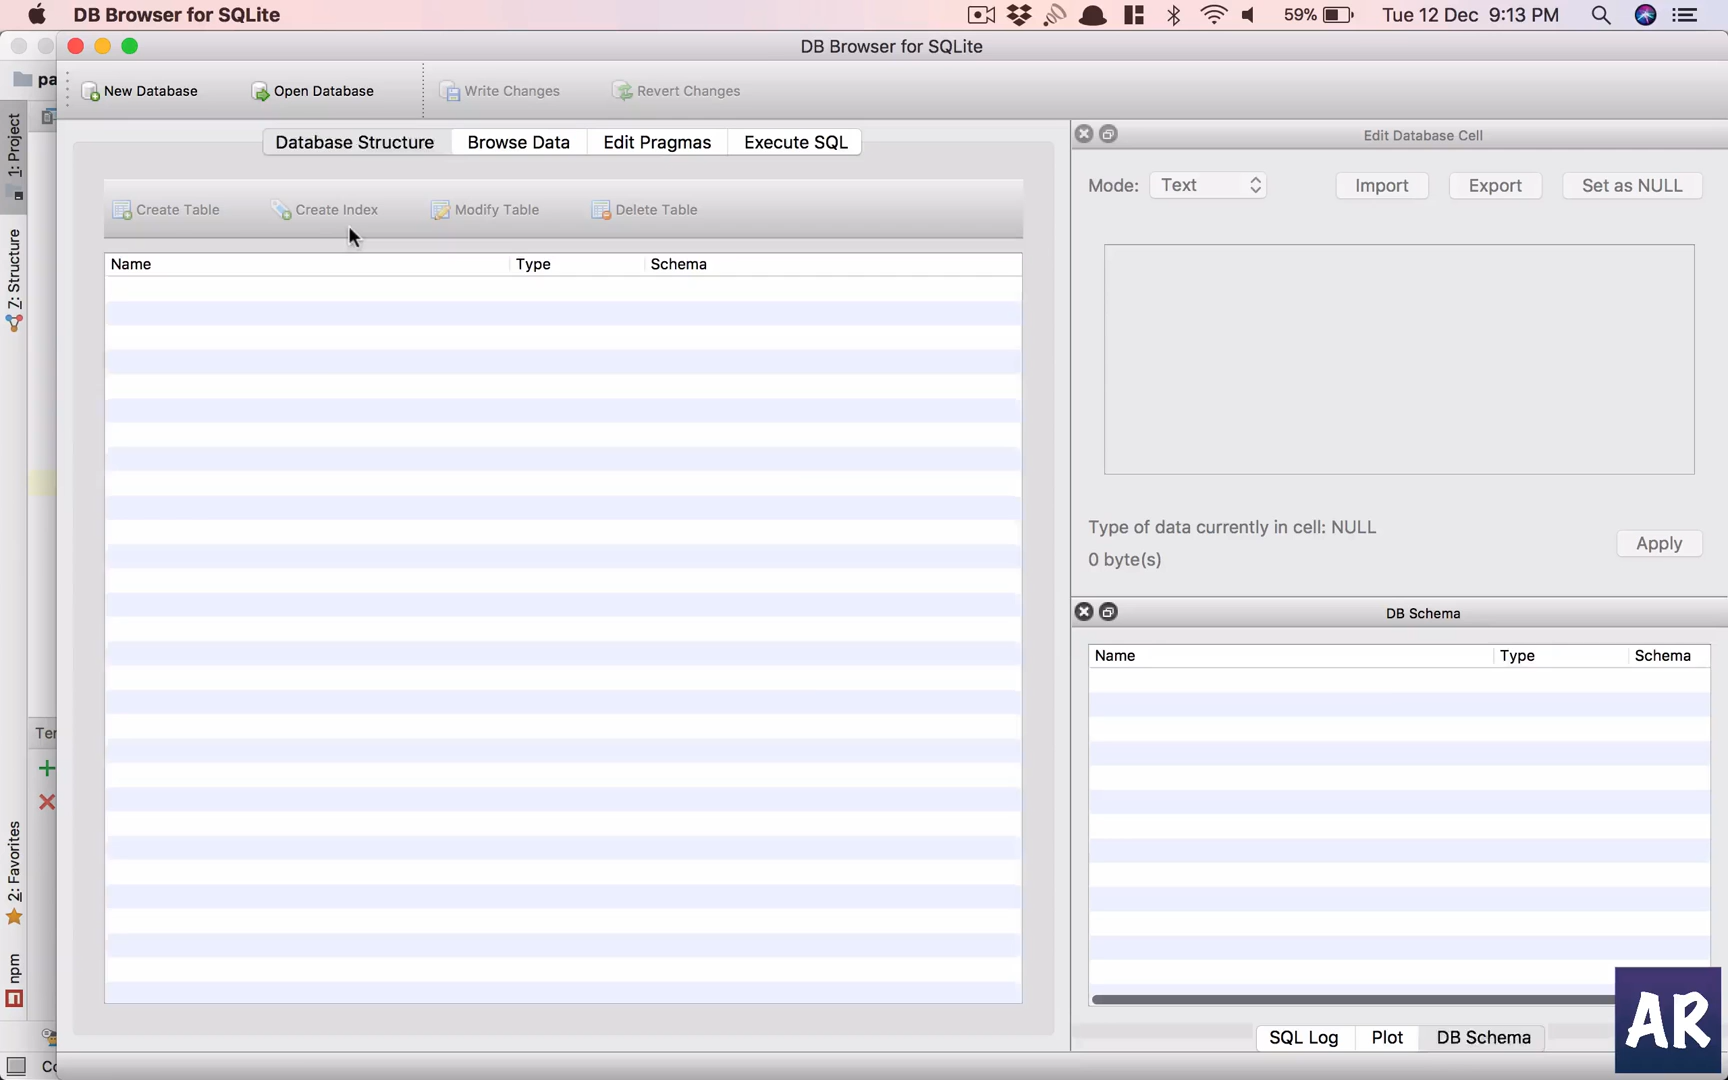 DB Browser for SQLite
59%
Tue 12 Dec 9:13 PM
DB Browser for SQLite
pa
New Database
Open Database
Write Changes
Revert Changes
1: Project
7: Structure
2: Favorites
npm
Database Structure
Browse Data
Edit Pragmas
Execute SQL
Create Table
Create Index
Modify Table
Delete Table
Name
Type
Schema
Edit Database Cell
Mode:
Text
Import
Export
Set as NULL
Type of data currently in cell: NULL
0 byte(s)
Apply
DB Schema
Name
Type
Schema
SQL Log
Plot
DB Schema
Ter
AR